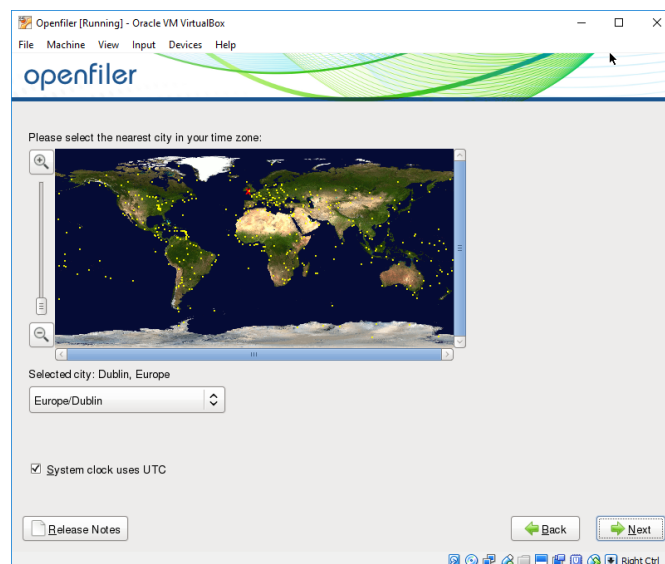 Openfiler [Running] - Oracle VM VirtualBox
File Machine View Input Devices Help
openfiler
Please select the nearest city in your time zone:
Selected city: Dublin, Europe
Europe/Dublin
System clock uses UTC
Release Notes
Back
Next
Right Ctrl